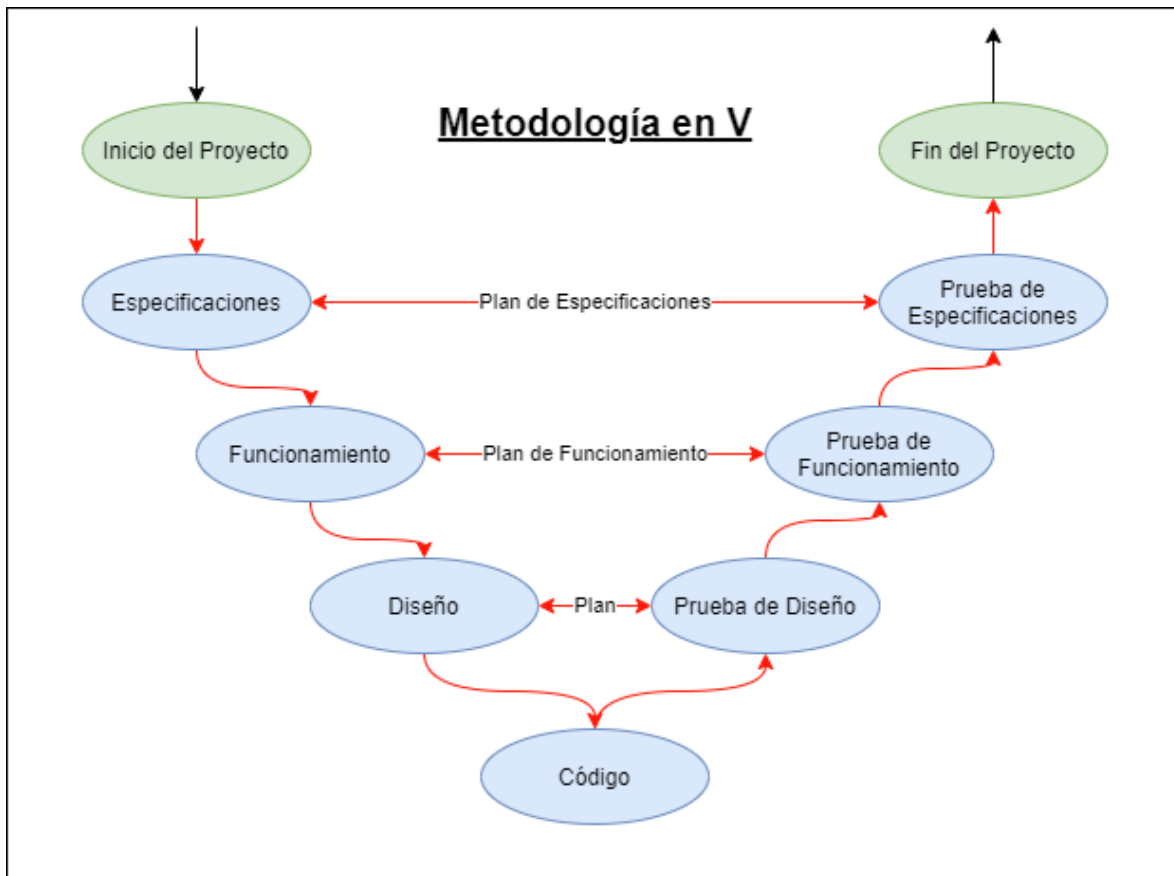 Metodología en V
Inicio del Proyecto
Fin del Proyecto
Especificaciones
Plan de Especificaciones
Prueba de
Especificaciones
Funcionamiento
Plan de Funcionamiento
Prueba de
Funcionamiento
Diseño
Plan
Prueba de Diseño
Código